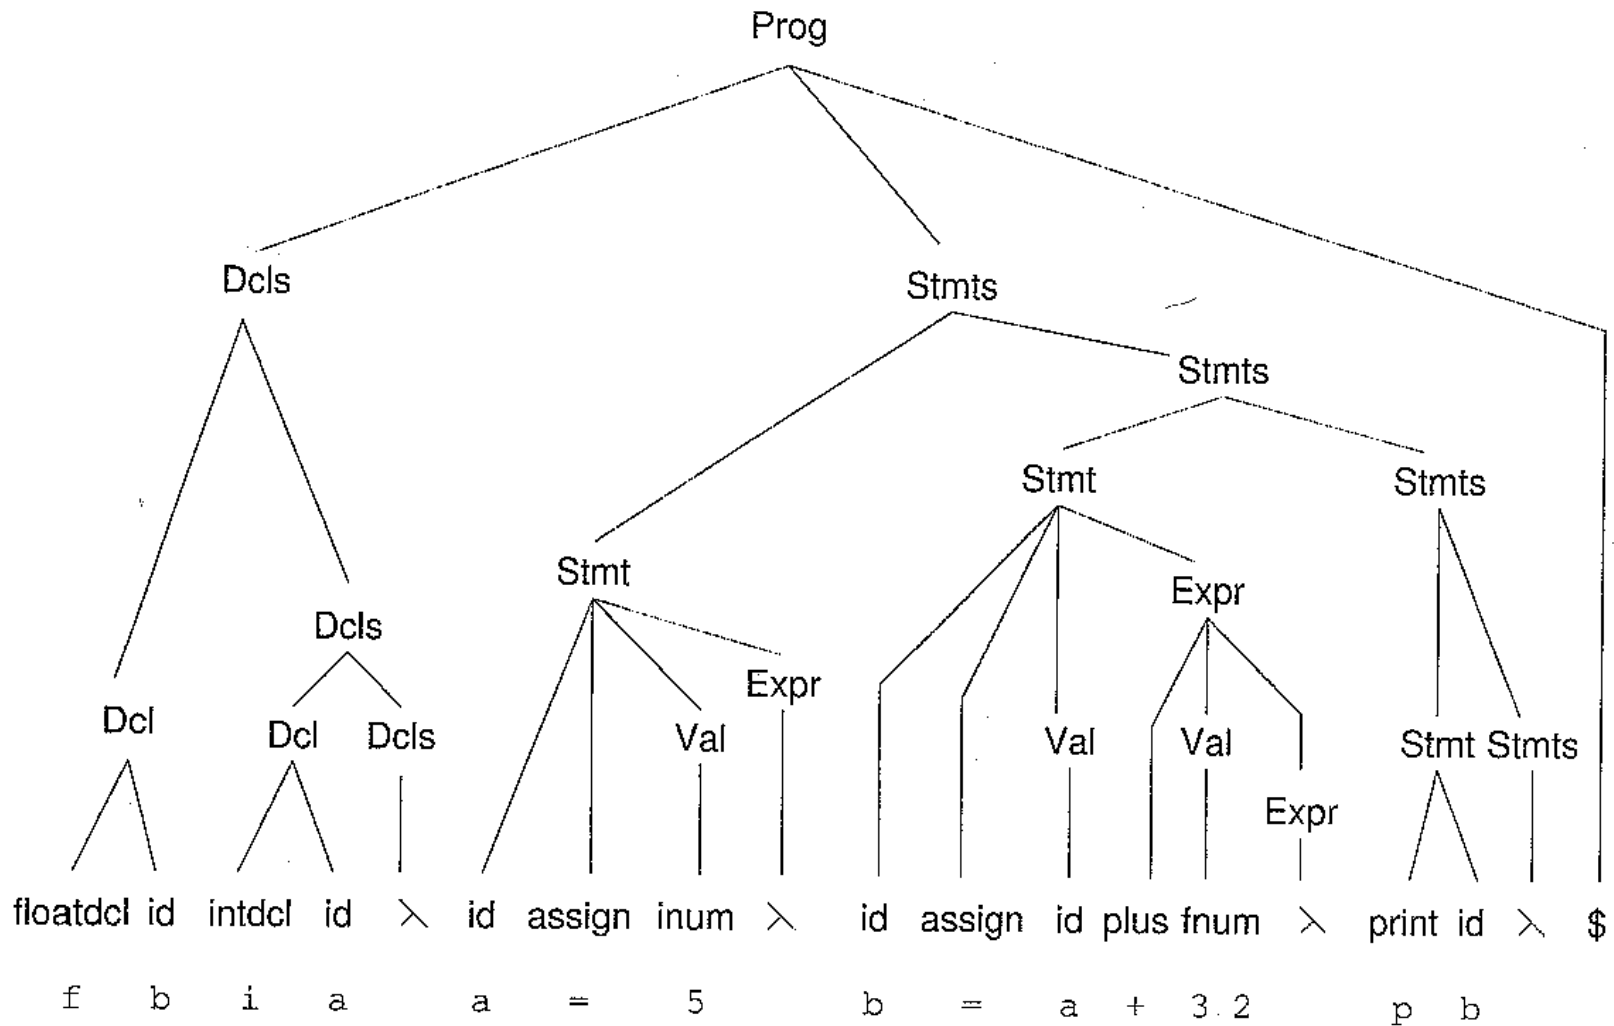 Prog
Dcls Stmts
Stmts
Stmt Stmts
Stmt Expr
Dcls
Expr
Dcl Dcl Dcls Val Val Val Stmt Stmts
Expr
floatdcl id intdcl id λ id assign inum λ id assign id plus fnum λ print id λ $
f b i a a = 5 b = a + 3.2 p b